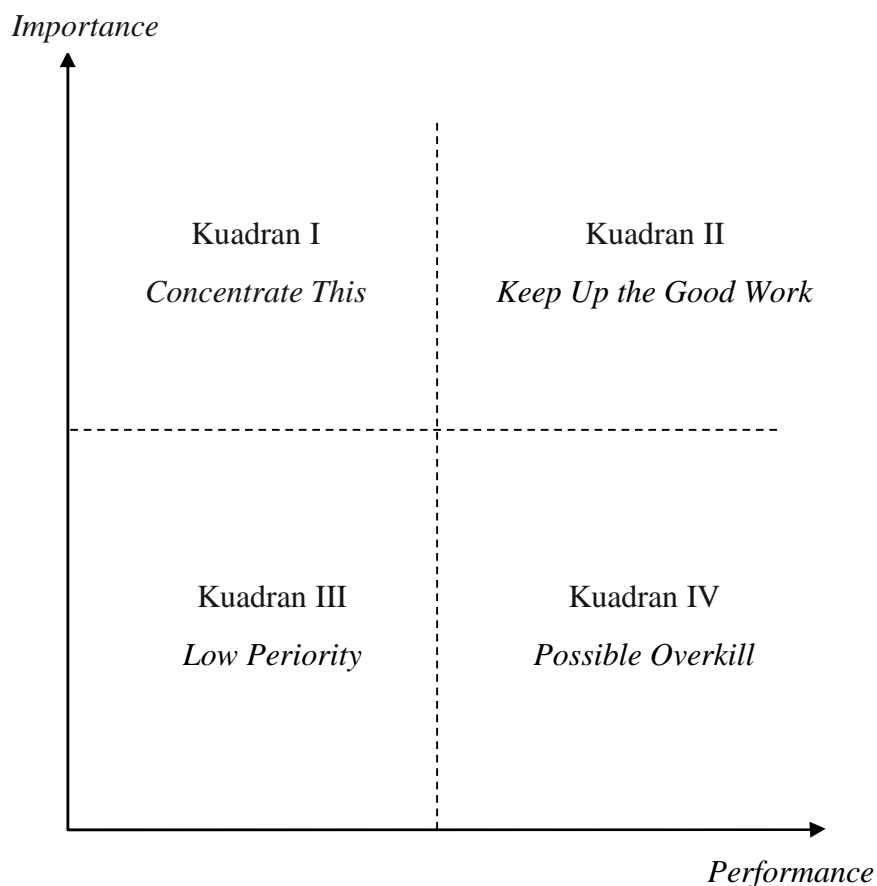 Importance
Kuadran I
Concentrate This
Kuadran II
Keep Up the Good Work
Kuadran III
Low Periority
Kuadran IV
Possible Overkill
Performance